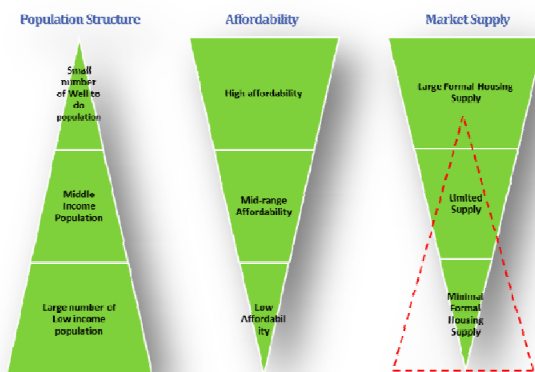 Population Structure
Affordability
Market Supply
Small
number
of Well to
do
population
Middle
Income
Population
Large number of
Low income
population
High affordability
Mid-range
Affordability
Low
Affordabil
ity
Large Formal Housing
Supply
Limited
Supply
Minimal
Formal
Housing
Supply